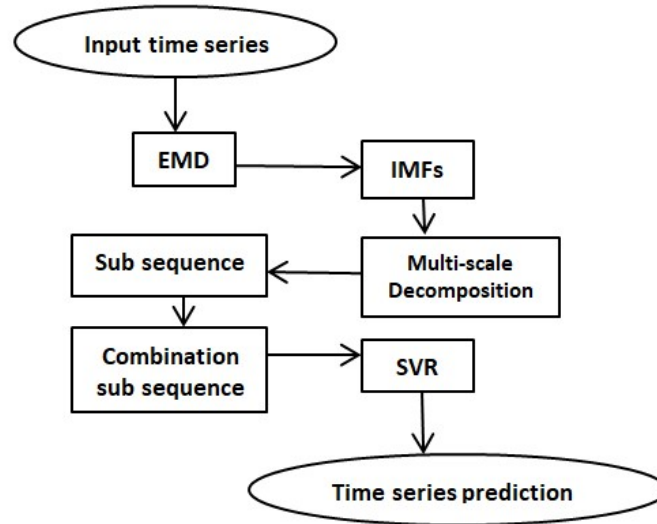 Input time series
EMD
IMFs
Multi-scale
Decomposition
Sub sequence
Combination
sub sequence
SVR
Time series prediction